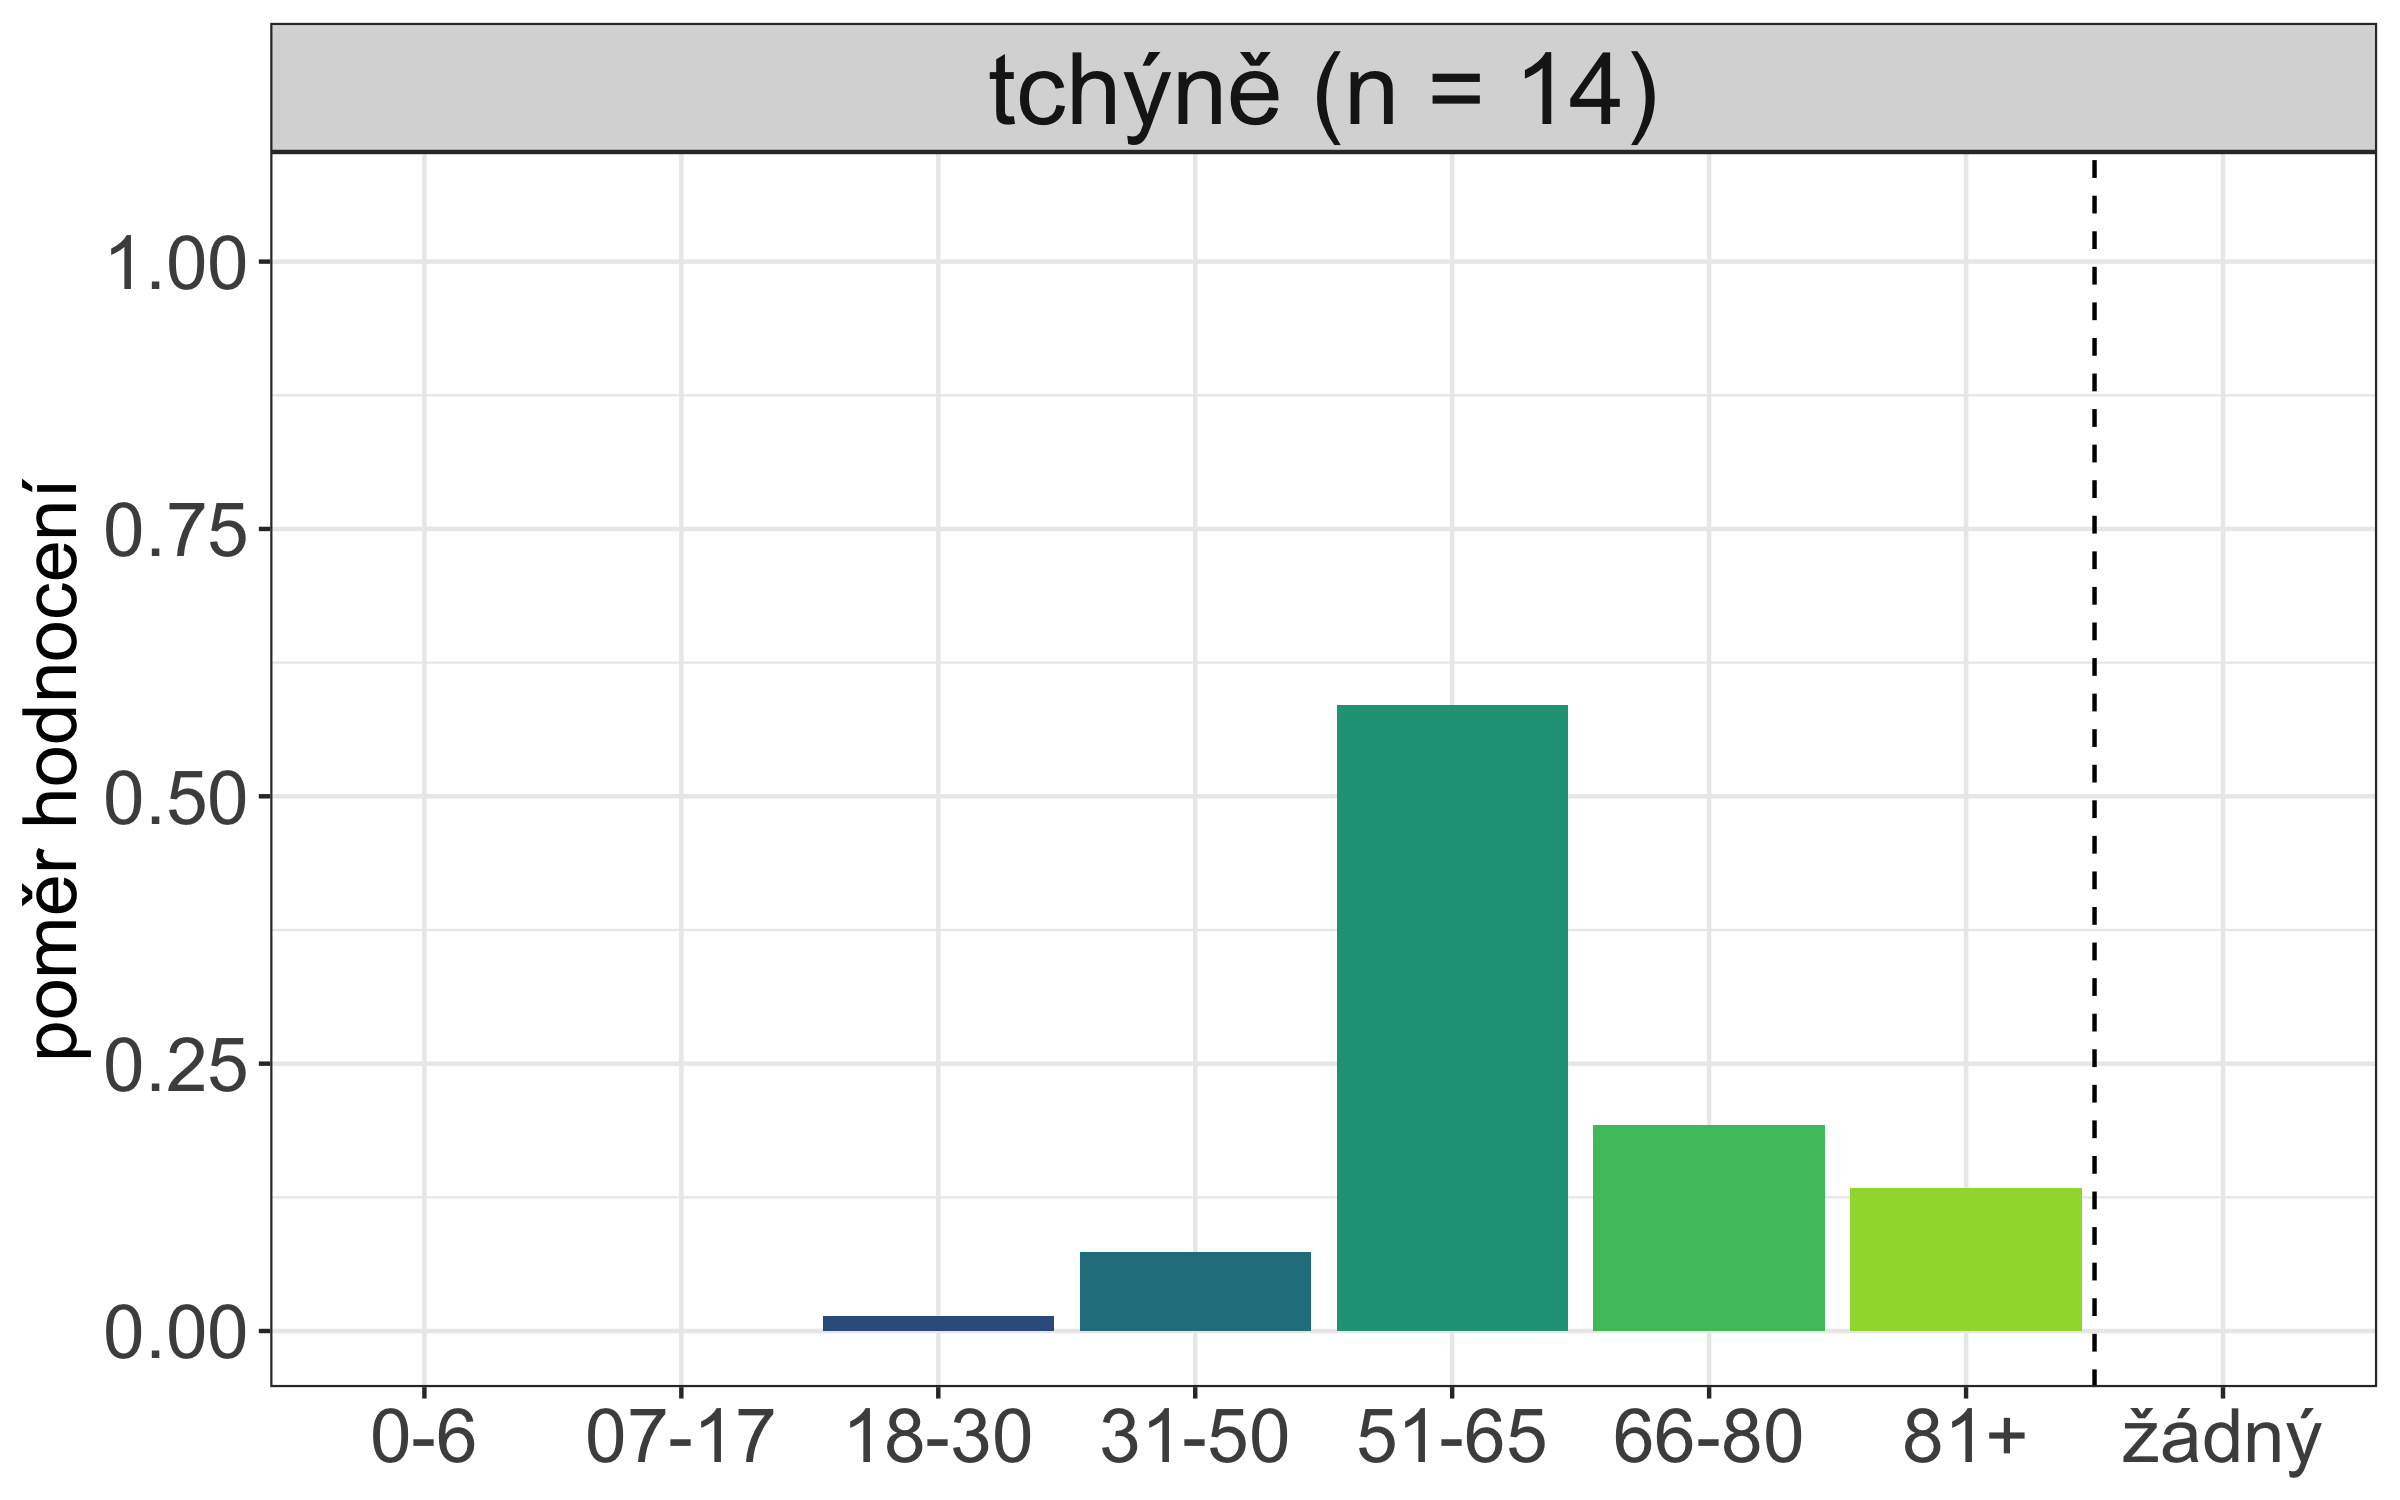 tchýně (n = 14)
poměr hodnocení
1.00
0.75
0.50
0.25
0.00
0-6 07-17 18-30 31-50 51-65 66-80 81+ žádný